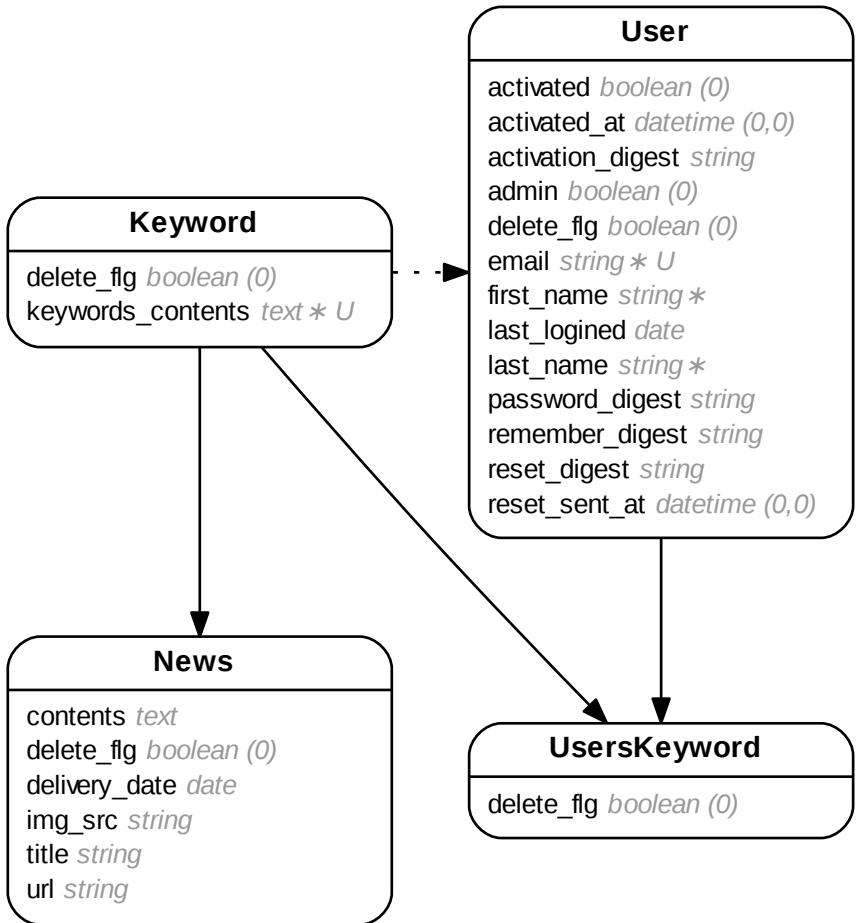 User
activated boolean (0)
activated_at datetime (0,0)
activation_digest string
admin boolean (0)
delete_flg boolean (0)
email string ∗ U
first_name string ∗
last_logined date
last_name string ∗
password_digest string
remember_digest string
reset_digest string
reset_sent_at datetime (0,0)
Keyword
delete_flg boolean (0)
keywords_contents text ∗ U
News
contents text
delete_flg boolean (0)
delivery_date date
img_src string
title string
url string
UsersKeyword
delete_flg boolean (0)